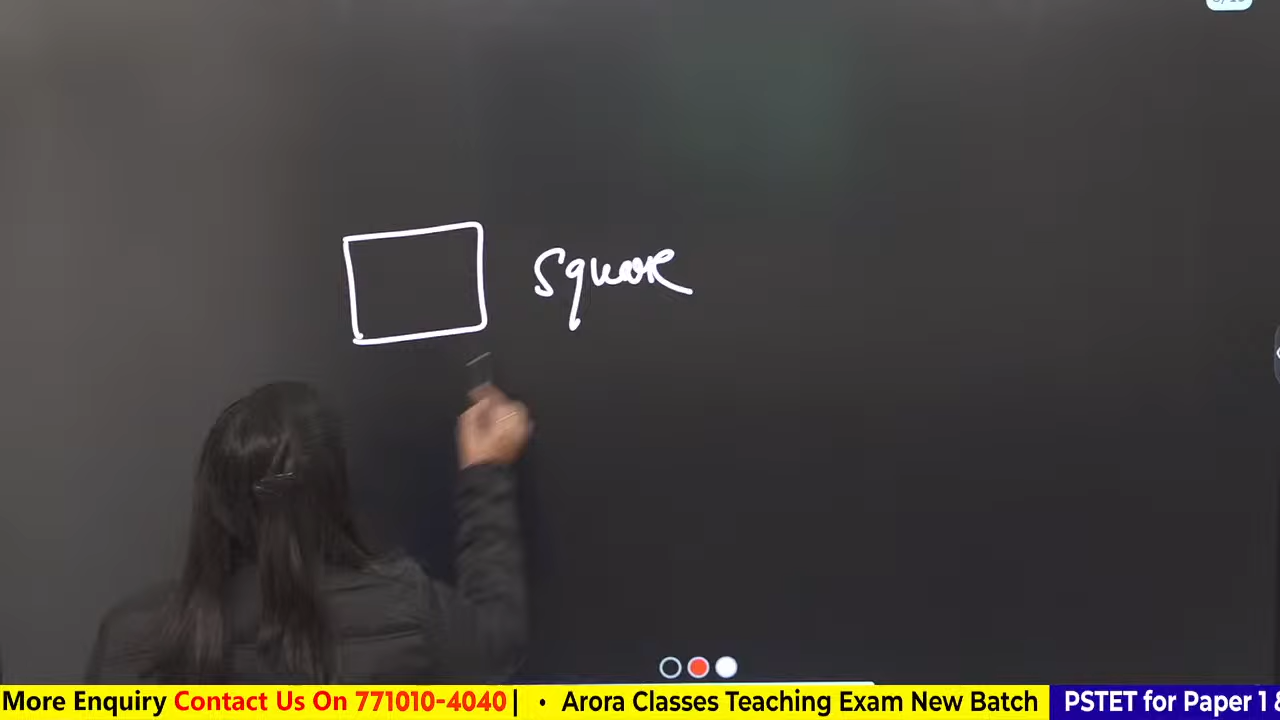 square
More Enquiry Contact Us On 771010-4040 | • Arora Classes Teaching Exam New Batch PSTET for Paper 1 &